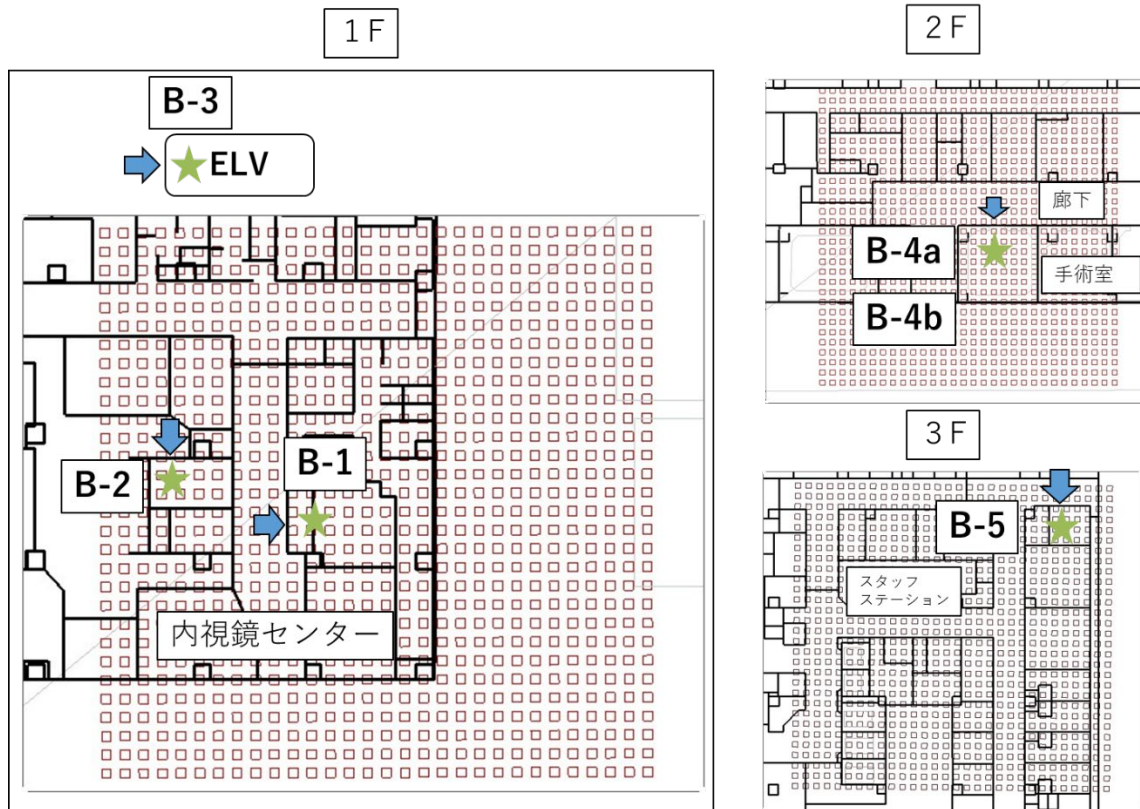 1F
B-3
ELV
B-2
B-1
内視鏡センター
2F
廊下
B-4a
手術室
B-4b
3F
B-5
スタッフ
ステーション